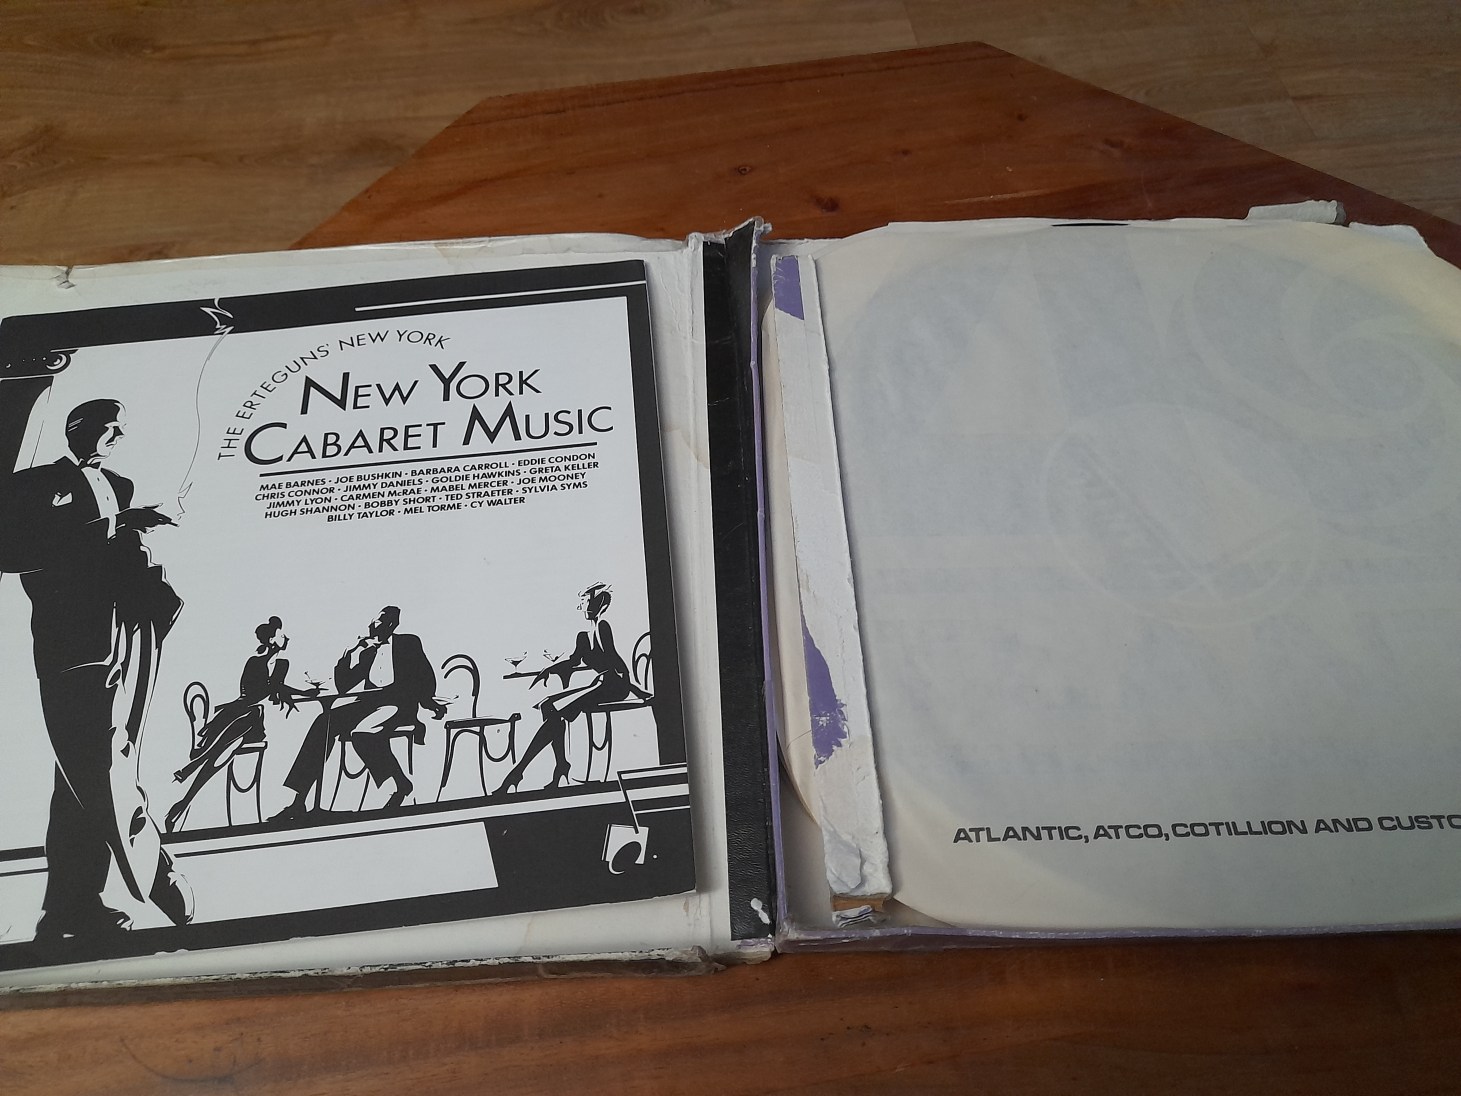 THE ERTEGUNS' NEW YORK
NEW YORK
CABARET MUSIC
MAE BARNES · JOE BUSHKIN · BARBARA CARROLL · EDDIE CONDON
CHRIS CONNOR · JIMMY DANIELS · GOLDIE HAWKINS · GRETA KELLER
JIMMY LYON · CARMEN McRAE · MABEL MERCER · JOE MOONEY
HUGH SHANNON · BOBBY SHORT · TED STRAETER · SYLVIA SYMS
BILLY TAYLOR · MEL TORME · CY WALTER
ATLANTIC, ATCO, COTILLION AND CUSTO